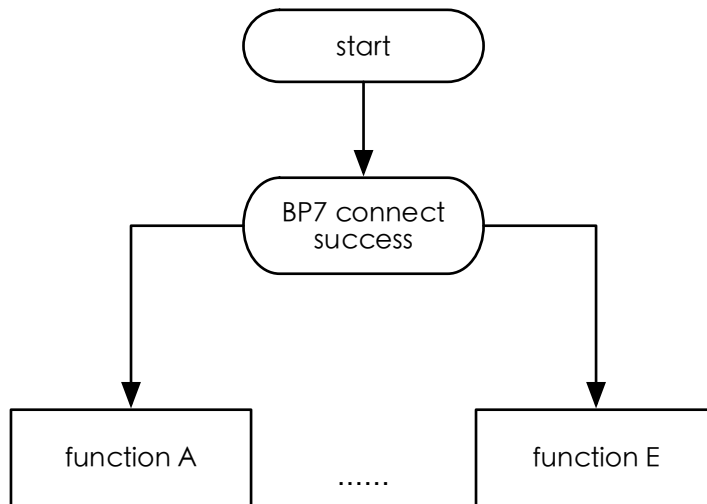 start
BP7 connect
success
function A
......
function E